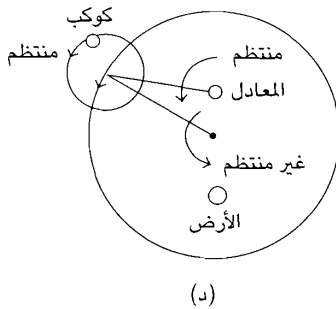 كوكب
منتظم
منتظم
المعادل
غير منتظم
الأرض
(د)